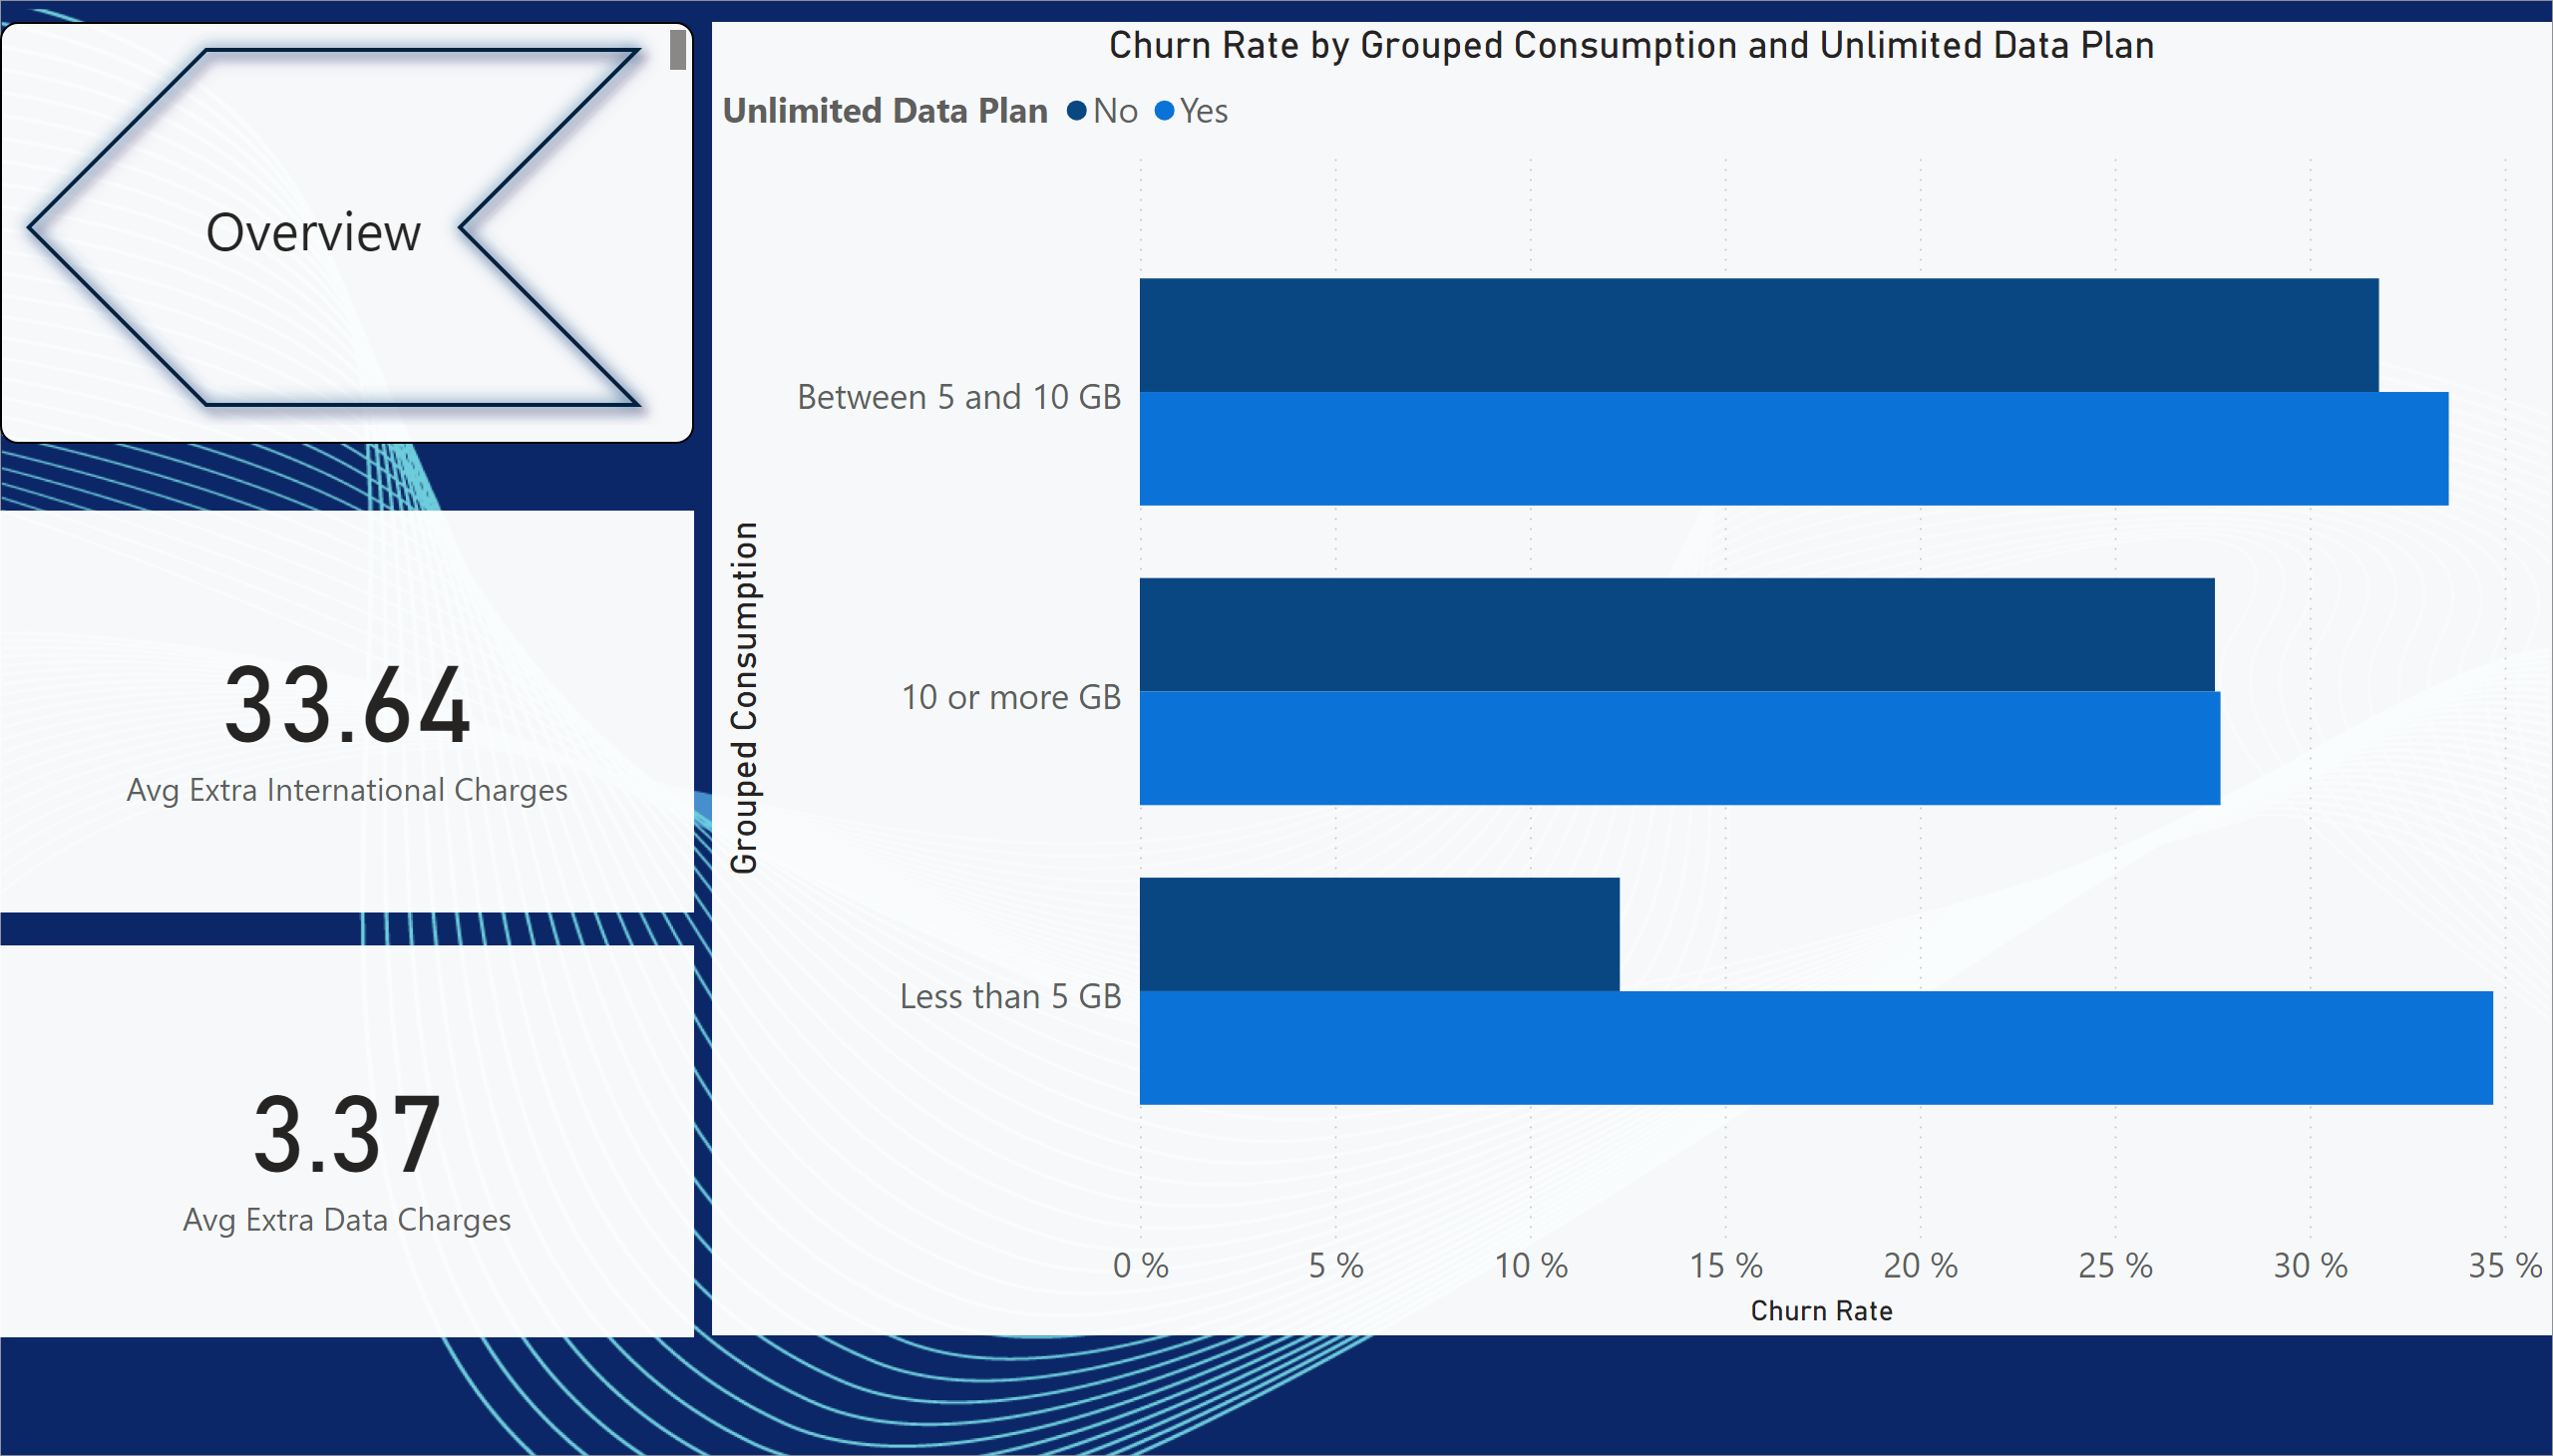 Overview
33.64
Avg Extra International Charges
3.37
Avg Extra Data Charges
Churn Rate by Grouped Consumption and Unlimited Data Plan
Unlimited Data Plan No Yes
Grouped Consumption
Between 5 and 10 GB
10 or more GB
Less than 5 GB
0 % 5 % 10 % 15 % 20 % 25 % 30 % 35 %
Churn Rate